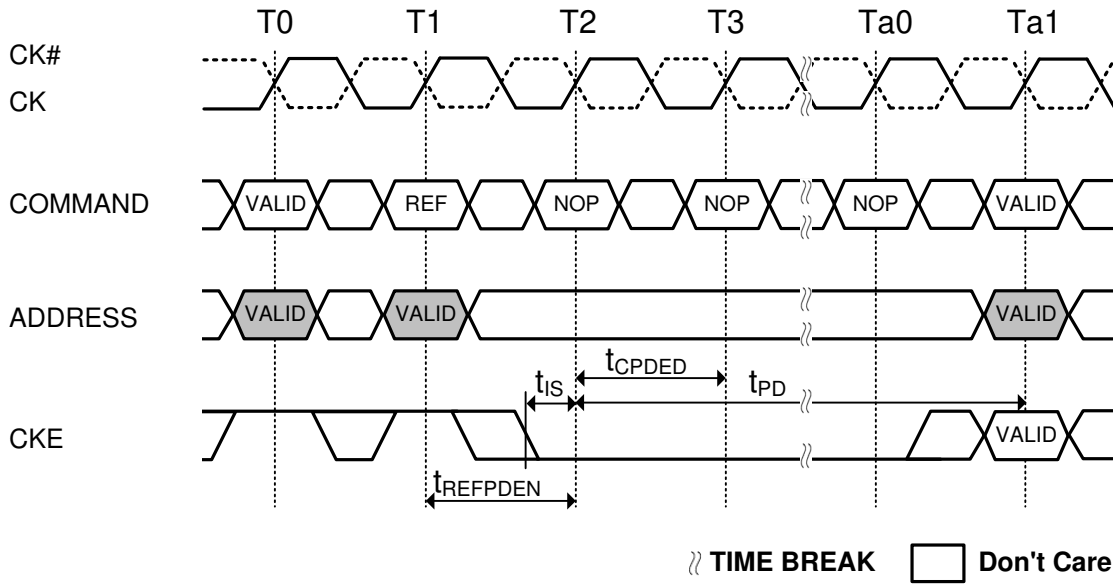 T0 T1 T2 T3 Ta0 Ta1
CK#
CK
COMMAND VALID REF NOP NOP NOP VALID
ADDRESS VALID VALID VALID
tCPDED
tIS tPD
CKE VALID
tREFPDEN
TIME BREAK Don't Care